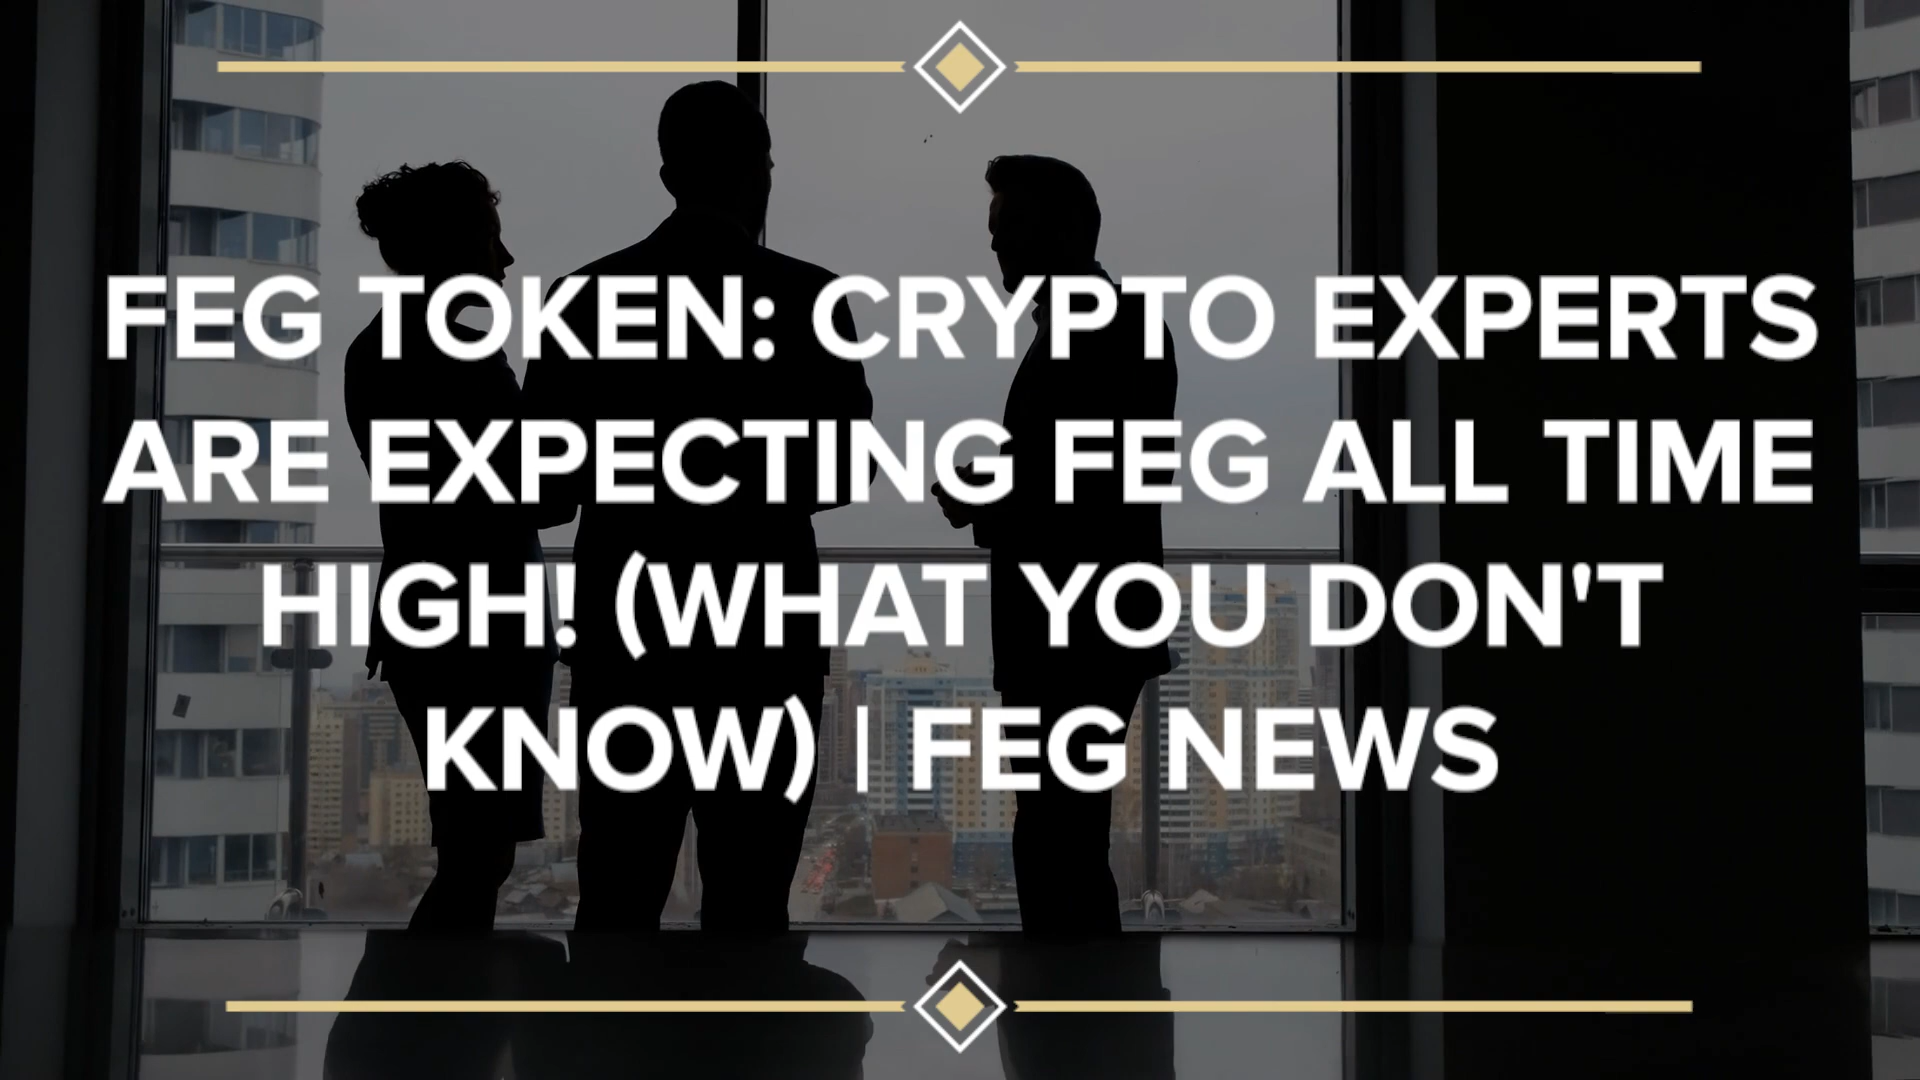 FEG TOKEN: CRYPTO EXPERTS
ARE EXPECTING FEG ALL TIME
HIGH! (WHAT YOU DON'T
KNOW) | FEG NEWS